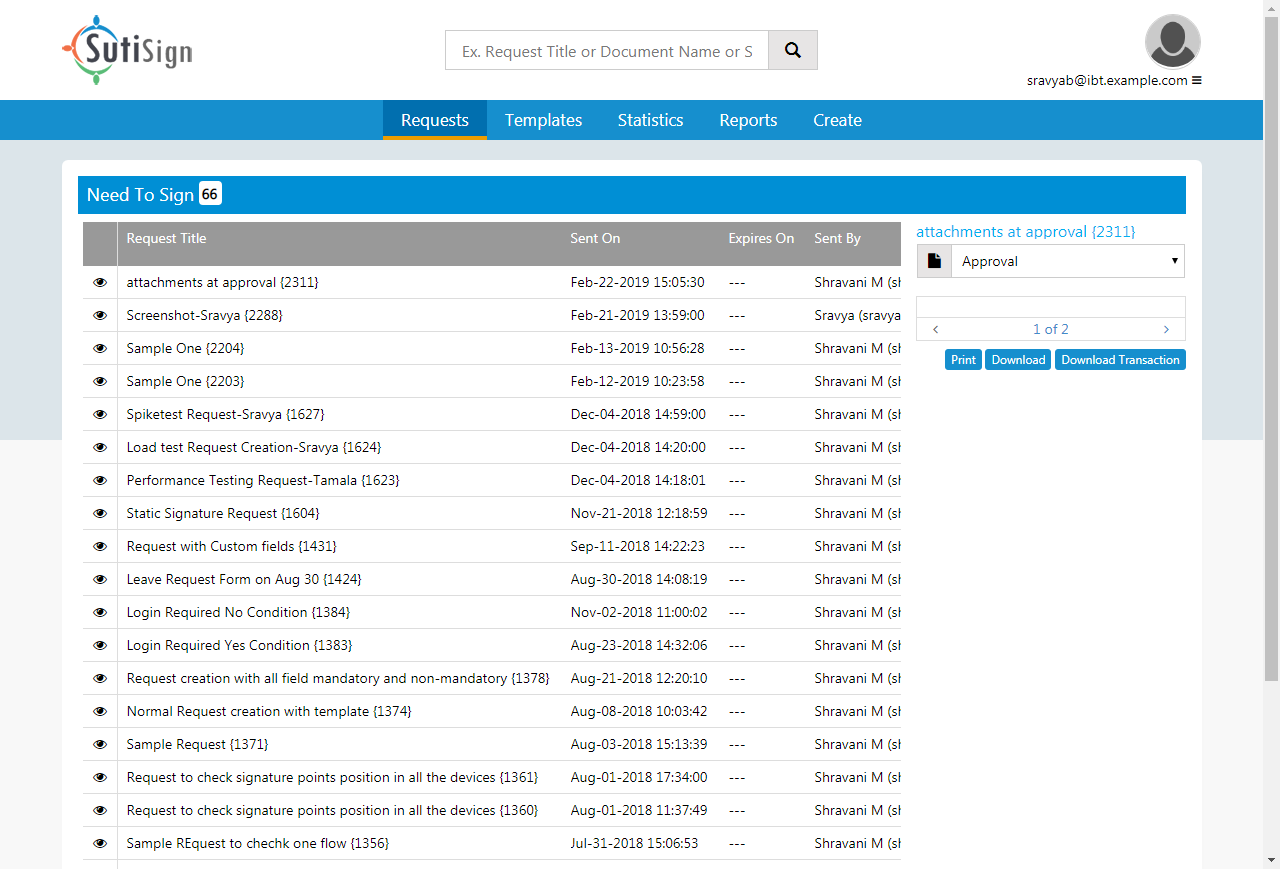 SutiSign
Ex. Request Title or Document Name or S
sravyab@ibt.example.com
Requests Templates Statistics Reports Create
Need To Sign 66
Request Title Sent On Expires On Sent By
attachments at approval {2311} Feb-22-2019 15:05:30 --- Shravani M (sh
Screenshot-Sravya {2288} Feb-21-2019 13:59:00 --- Sravya (sravya
Sample One {2204} Feb-13-2019 10:56:28 --- Shravani M (sh
Sample One {2203} Feb-12-2019 10:23:58 --- Shravani M (sh
Spiketest Request-Sravya {1627} Dec-04-2018 14:59:00 --- Shravani M (sh
Load test Request Creation-Sravya {1624} Dec-04-2018 14:20:00 --- Shravani M (sh
Performance Testing Request-Tamala {1623} Dec-04-2018 14:18:01 --- Shravani M (sh
Static Signature Request {1604} Nov-21-2018 12:18:59 --- Shravani M (sh
Request with Custom fields {1431} Sep-11-2018 14:22:23 --- Shravani M (sh
Leave Request Form on Aug 30 {1424} Aug-30-2018 14:08:19 --- Shravani M (sh
Login Required No Condition {1384} Nov-02-2018 11:00:02 --- Shravani M (sh
Login Required Yes Condition {1383} Aug-23-2018 14:32:06 --- Shravani M (sh
Request creation with all field mandatory and non-mandatory {1378} Aug-21-2018 12:20:10 --- Shravani M (sh
Normal Request creation with template {1374} Aug-08-2018 10:03:42 --- Shravani M (sh
Sample Request {1371} Aug-03-2018 15:13:39 --- Shravani M (sh
Request to check signature points position in all the devices {1361} Aug-01-2018 17:34:00 --- Shravani M (sh
Request to check signature points position in all the devices {1360} Aug-01-2018 11:37:49 --- Shravani M (sh
Sample REquest to chechk one flow {1356} Jul-31-2018 15:06:53 --- Shravani M (sh
attachments at approval {2311}
Approval
1 of 2
Print Download Download Transaction